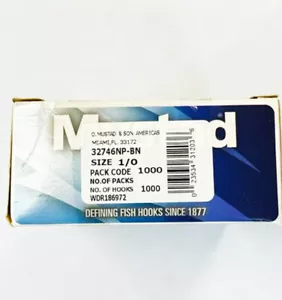 Mustad
O. MUSTAD & SON AMERICAS
MIAMI, FL. 33172
32746NP-BN
SIZE 1/0
PACK CODE 1000
NO.OF PACKS
NO.OF HOOKS 1000
WDR186972
DEFINING FISH HOOKS SINCE 1877